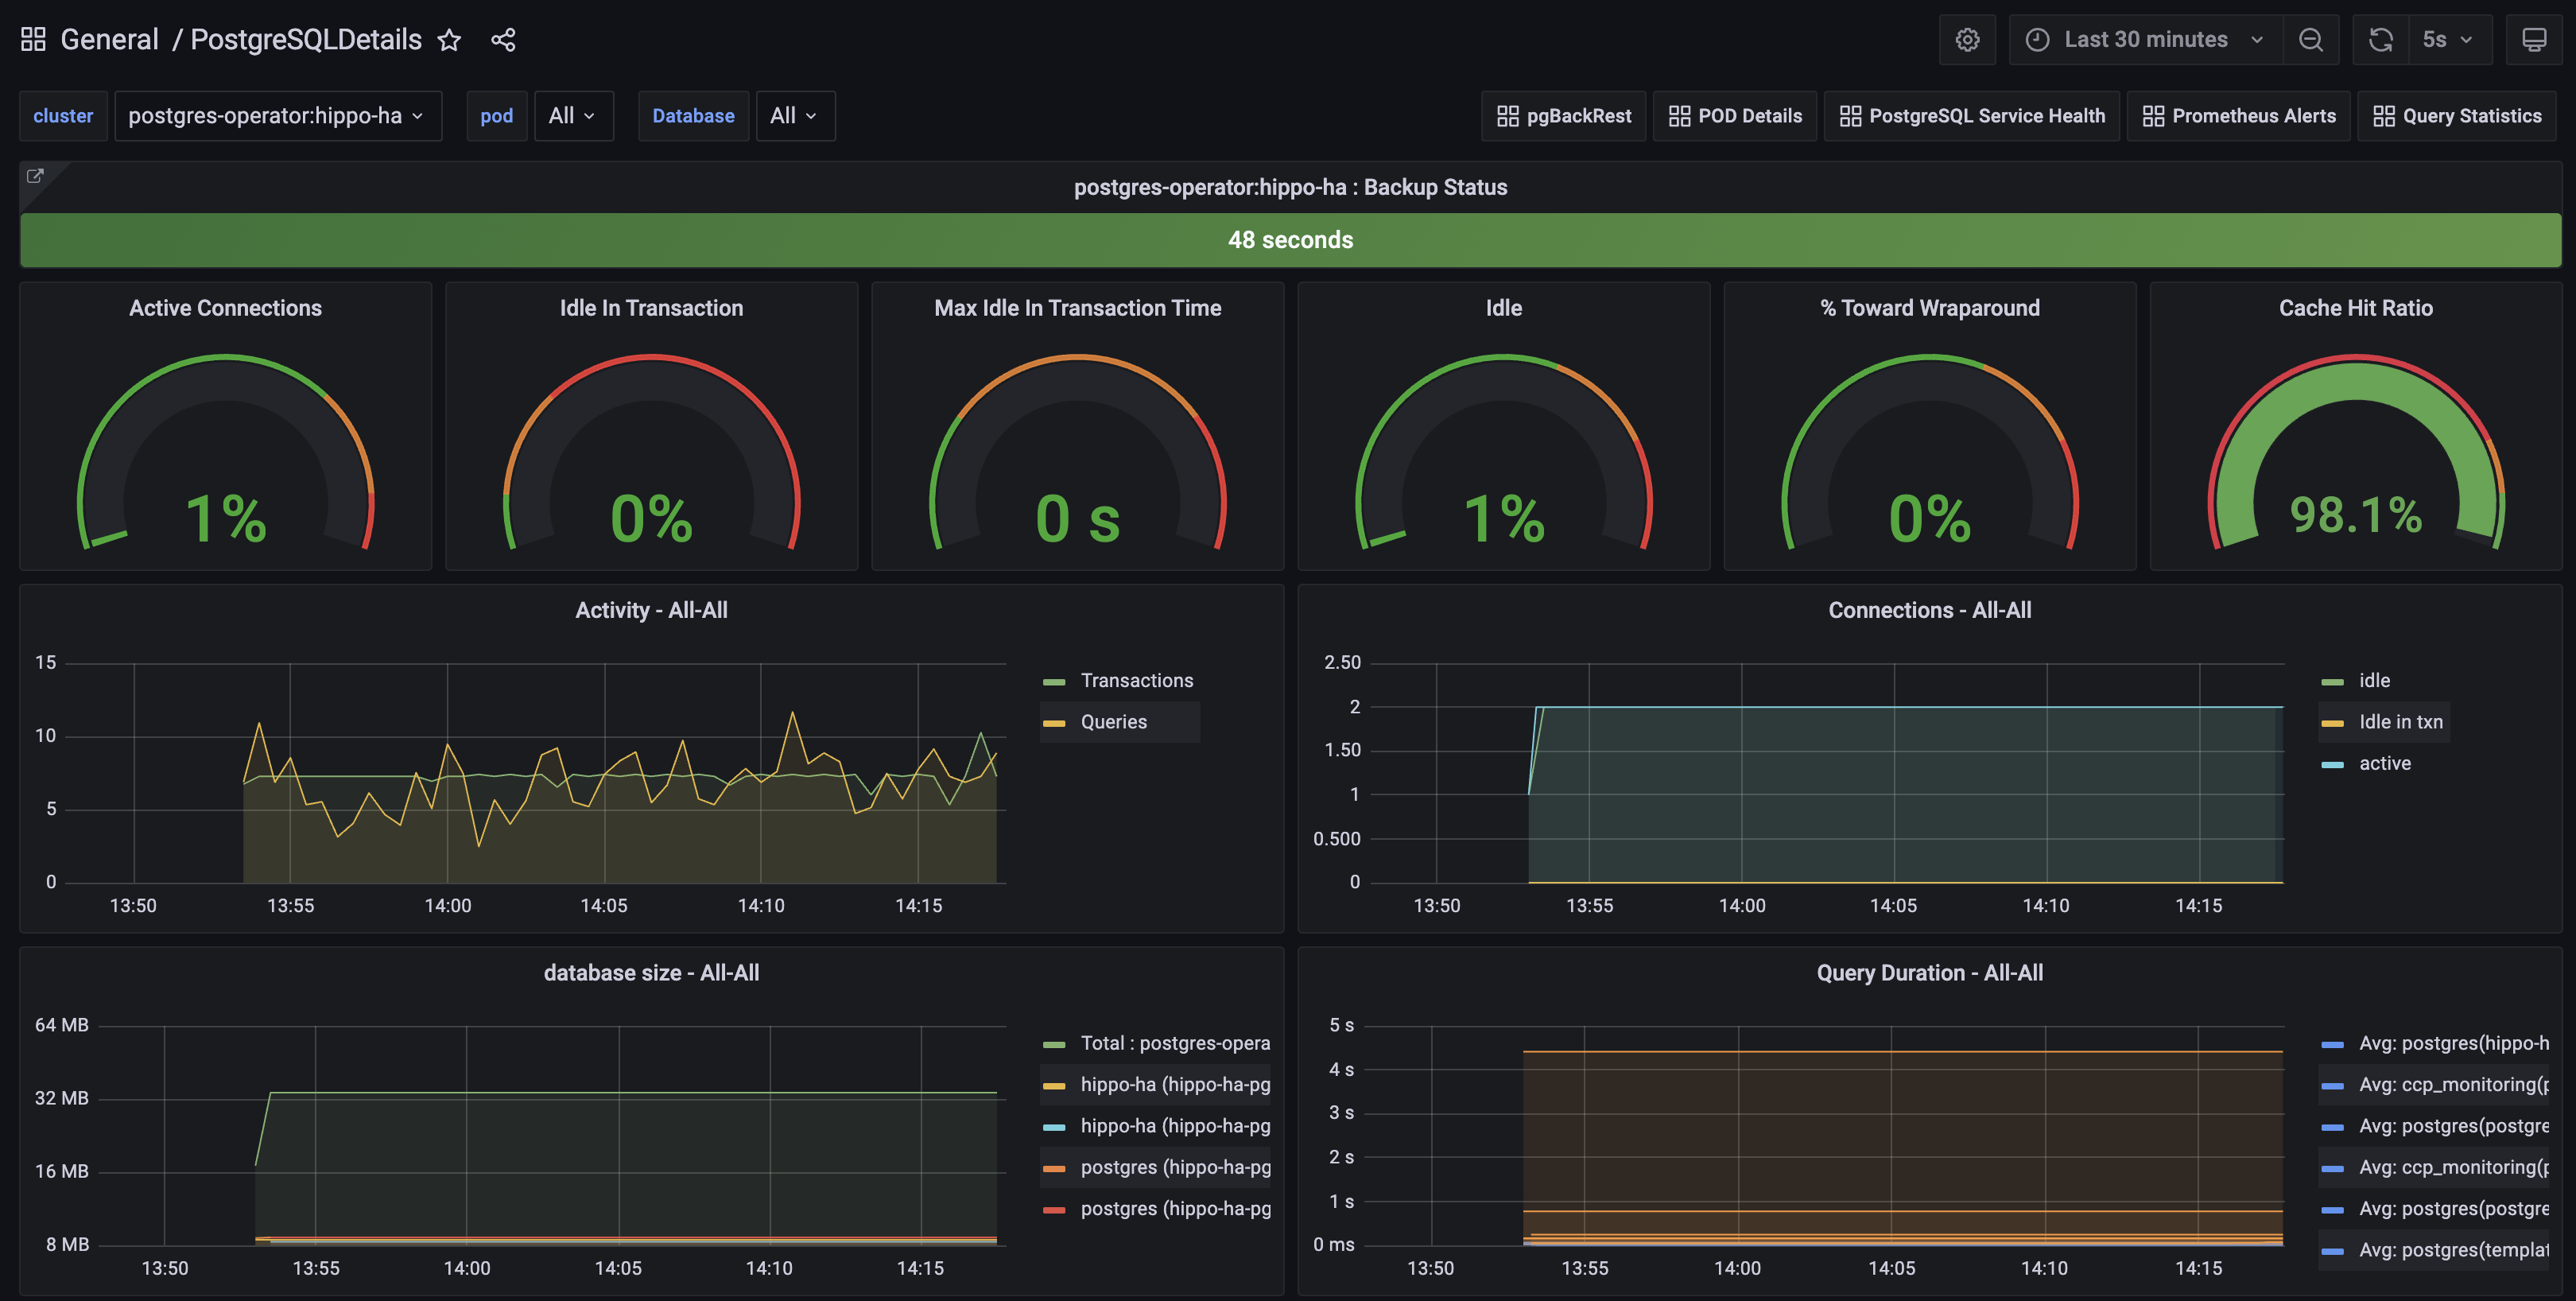 General / PostgreSQLDetails
Last 30 minutes
5s
cluster postgres-operator:hippo-ha pod All Database All
pgBackRest POD Details PostgreSQL Service Health Prometheus Alerts Query Statistics
postgres-operator:hippo-ha : Backup Status
48 seconds
Active Connections
1%
Idle In Transaction
0%
Max Idle In Transaction Time
0 s
Idle
1%
% Toward Wraparound
0%
Cache Hit Ratio
98.1%
Activity - All-All
15
10
5
0
13:50 13:55 14:00 14:05 14:10 14:15
Transactions
Queries
Connections - All-All
2.50
2
1.50
1
0.500
0
13:50 13:55 14:00 14:05 14:10 14:15
idle
Idle in txn
active
database size - All-All
64 MB
32 MB
16 MB
8 MB
13:50 13:55 14:00 14:05 14:10 14:15
Total : postgres-opera
hippo-ha (hippo-ha-pg
hippo-ha (hippo-ha-pg
postgres (hippo-ha-pg
postgres (hippo-ha-pg
Query Duration - All-All
5 s
4 s
3 s
2 s
1 s
0 ms
13:50 13:55 14:00 14:05 14:10 14:15
Avg: postgres(hippo-h
Avg: ccp_monitoring(p
Avg: postgres(postgre
Avg: ccp_monitoring(p
Avg: postgres(postgre
Avg: postgres(templat